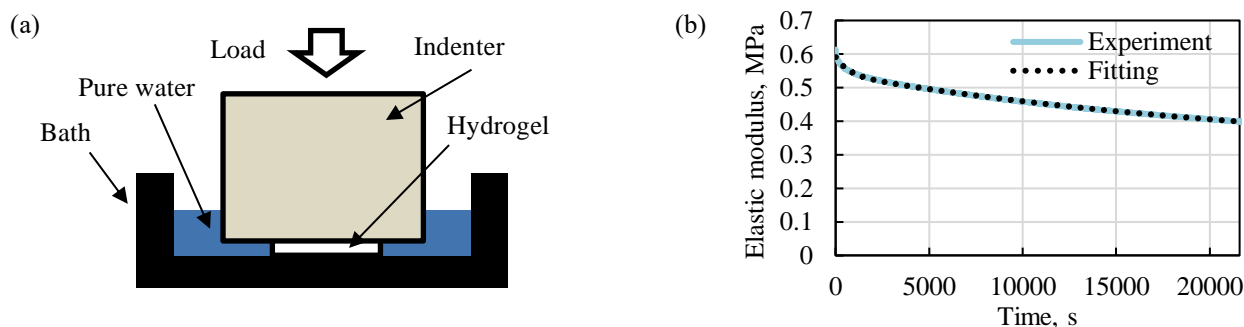 (a)
Load
Indenter
Pure water
Hydrogel
Bath
(b)
Elastic modulus, MPa
0.7
0.6
0.5
0.4
0.3
0.2
0.1
0
Experiment
Fitting
0 5000 10000 15000 20000
Time, s